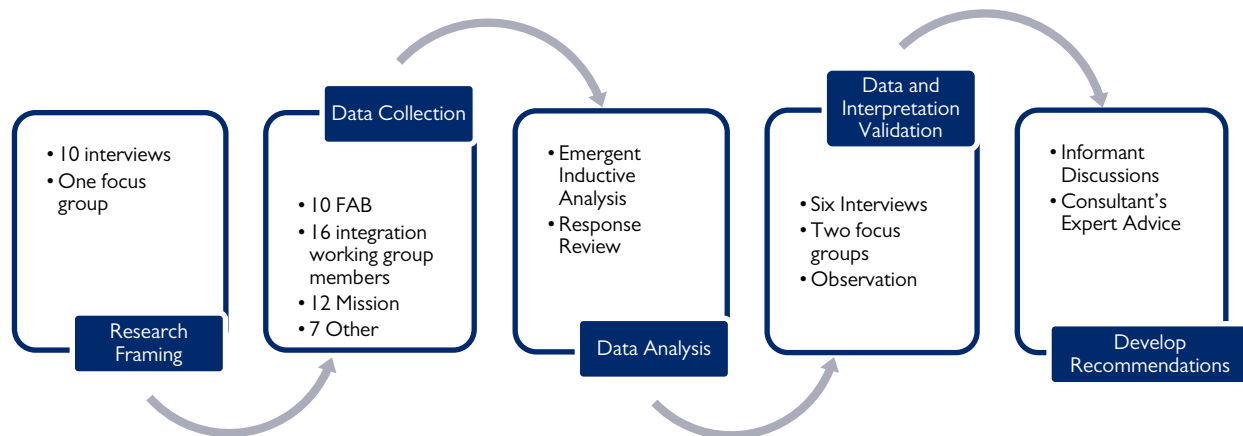 • 10 interviews
• One focus
group
Research
Framing
Data Collection
• 10 FAB
• 16 integration
working group
members
• 12 Mission
• 7 Other
• Emergent
Inductive
Analysis
• Response
Review
Data Analysis
Data and
Interpretation
Validation
• Six Interviews
• Two focus
groups
• Observation
• Informant
Discussions
• Consultant’s
Expert Advice
Develop
Recommendations